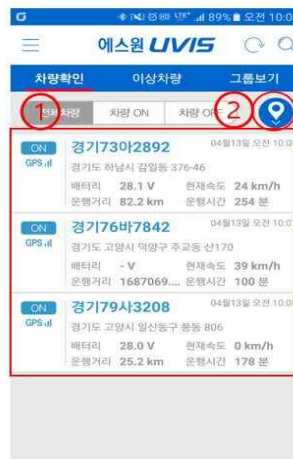 89% 오전 10:0
에스원 UVIS
차량확인 이상차량 그룹보기
1 전체차량 차량 ON 차량 OFF 2
ON 경기73아2892 04월13일 오전 10:0
GPS 경기도 하남시 감일동 376-46
배터리 28.1 V 현재속도 24 km/h
운행거리 82.2 km 운행시간 254 분
ON 경기76바7842 04월13일 오전 10:0
GPS 경기도 고양시 덕양구 주교동 산170
배터리 - V 현재속도 39 km/h
운행거리 1687069.... 운행시간 100 분
ON 경기79사3208 04월13일 오전 10:0
GPS 경기도 고양시 일산동구 풍동 806
배터리 28.0 V 현재속도 0 km/h
운행거리 25.2 km 운행시간 178 분